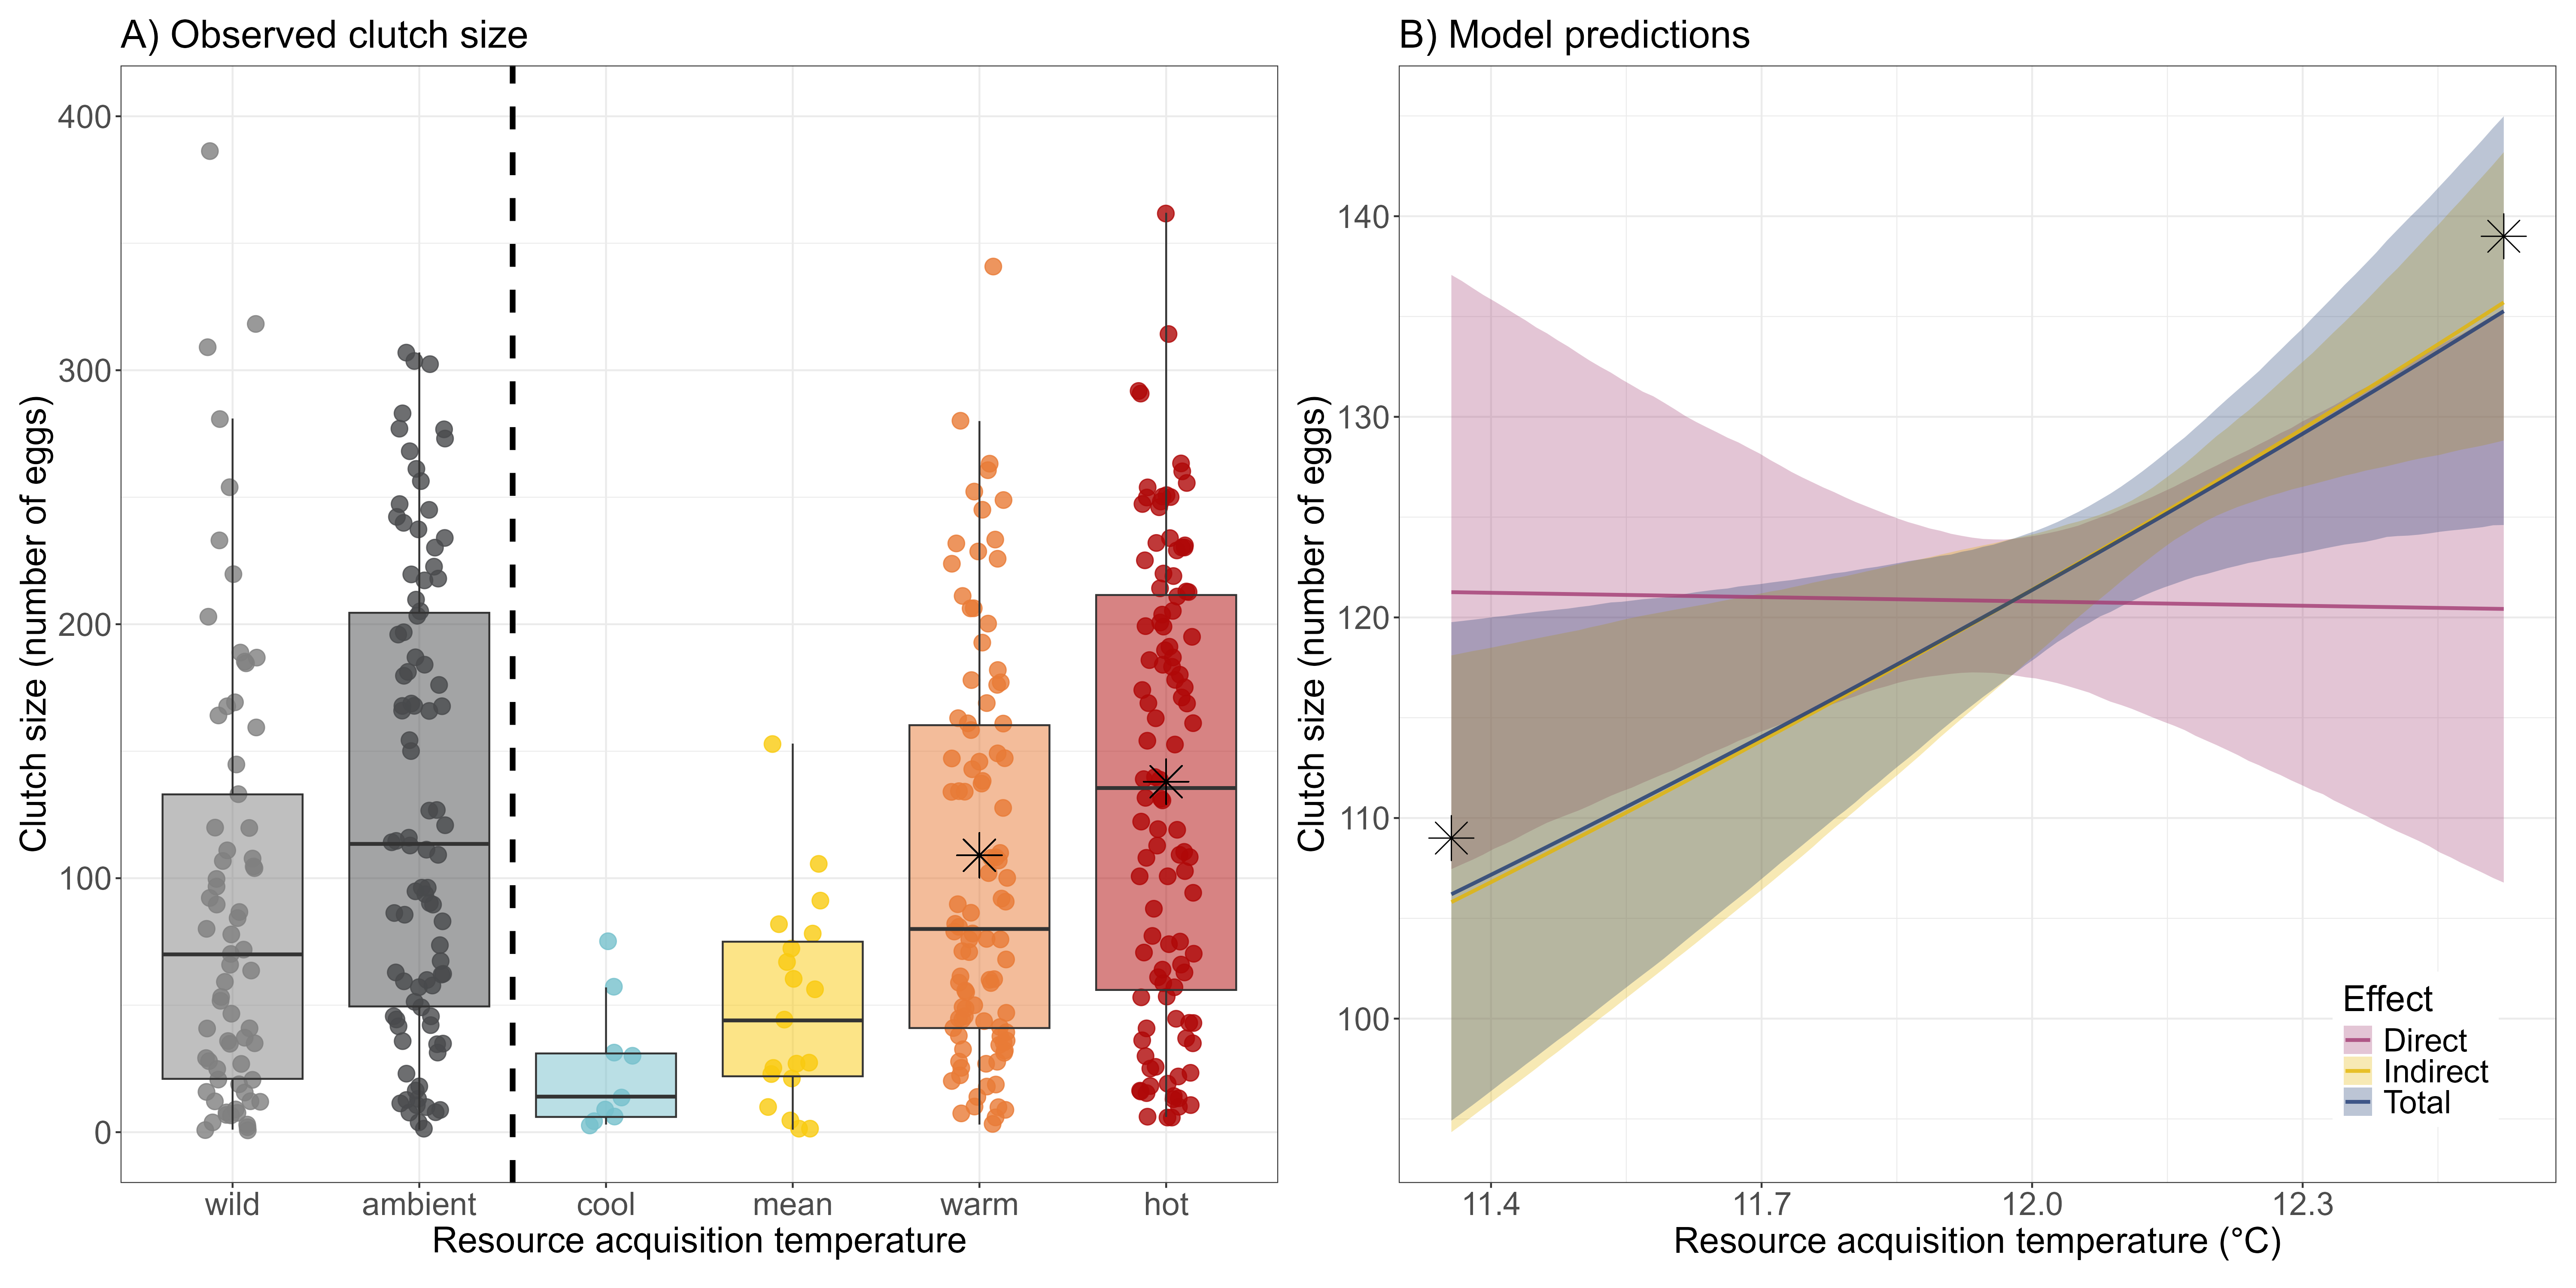 A) Observed clutch size
Clutch size (number of eggs)
400
300
200
100
0
wild ambient cool mean warm hot
Resource acquisition temperature
B) Model predictions
Clutch size (number of eggs)
140
130
120
110
100
11.4 11.7 12.0 12.3
Resource acquisition temperature (°C)
Effect
Direct
Indirect
Total